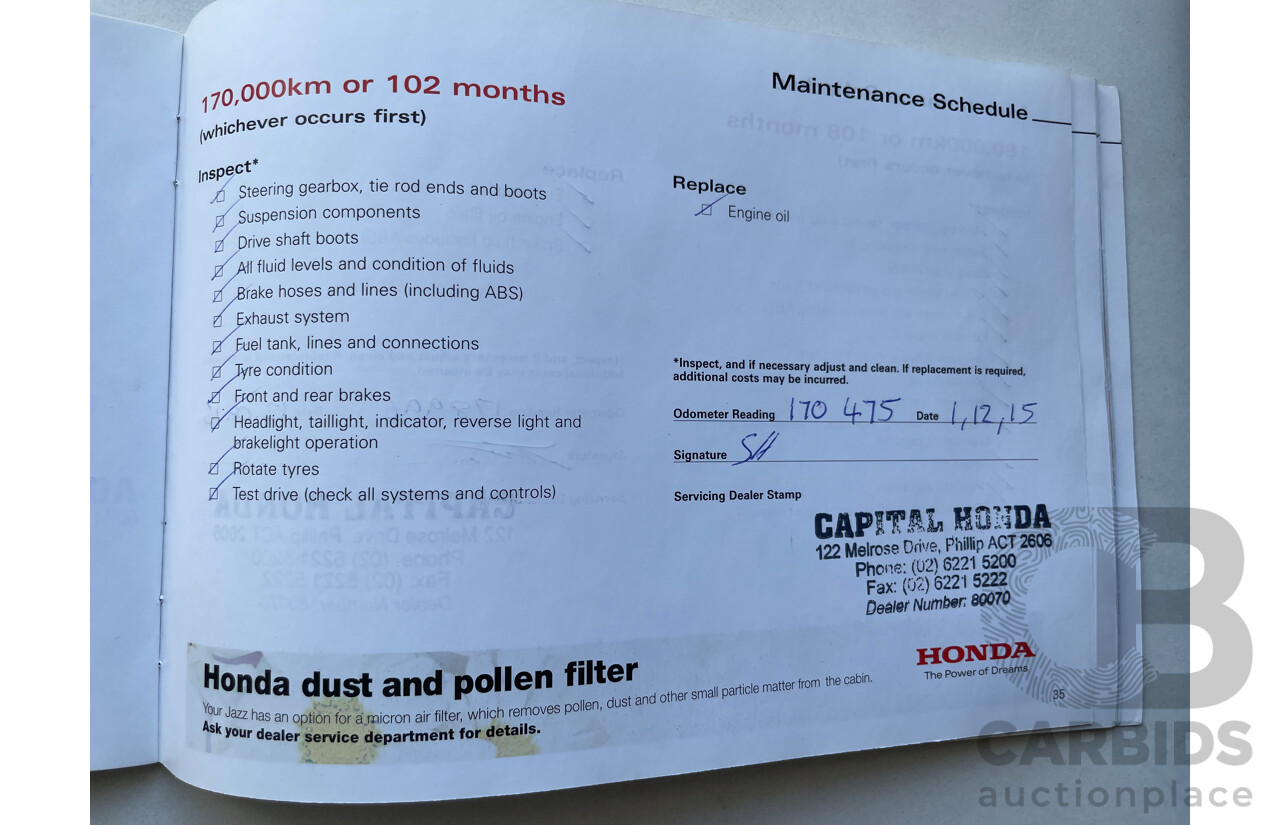 170,000km or 102 months
(whichever occurs first)
Inspect*
Steering gearbox, tie rod ends and boots
Suspension components
Drive shaft boots
All fluid levels and condition of fluids
Brake hoses and lines (including ABS)
Exhaust system
Fuel tank, lines and connections
Tyre condition
Front and rear brakes
Headlight, taillight, indicator, reverse light and
brakelight operation
Rotate tyres
Test drive (check all systems and controls)
Maintenance Schedule
Replace
Engine oil
*Inspect, and if necessary adjust and clean. If replacement is required,
additional costs may be incurred.
Odometer Reading 170 475 Date 1,12,15
Signature SH
Servicing Dealer Stamp
CAPITAL HONDA
122 Melrose Drive, Phillip ACT 2606
Phone: (02) 6221 5200
Fax: (02) 6221 5222
Dealer Number: 80070
Honda dust and pollen filter
Your Jazz has an option for a micron air filter, which removes pollen, dust and other small particle matter from the cabin.
Ask your dealer service department for details.
HONDA
The Power of Dreams
35
CB
CARBIDS
auctionplace